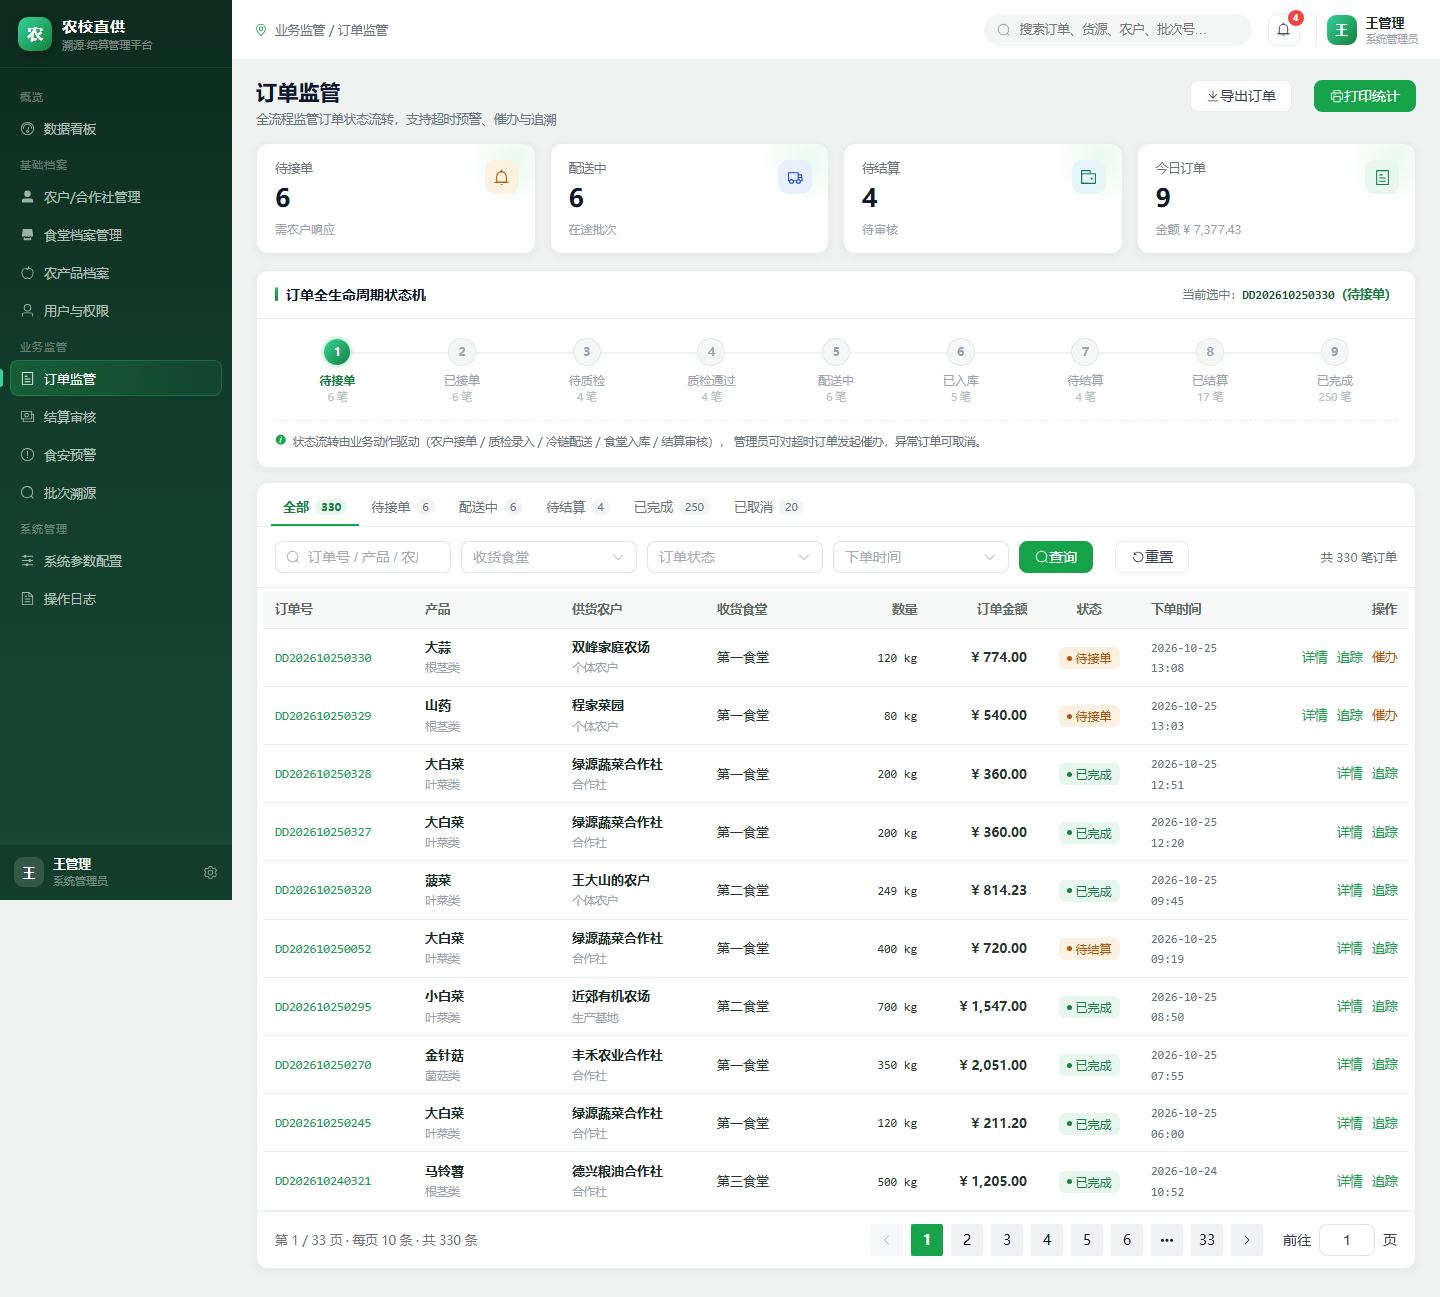 农 农校直供
溯源·结算管理平台
概览
数据看板
基础档案
农户/合作社管理
食堂档案管理
农产品档案
用户与权限
业务监管
订单监管
结算审核
食安预警
批次溯源
系统管理
系统参数配置
操作日志
王 王管理
系统管理员
业务监管 / 订单监管
搜索订单、货源、农户、批次号...
4
王 王管理
系统管理员
订单监管
全流程监管订单状态流转，支持超时预警、催办与追溯
导出订单
打印统计
待接单
6
需农户响应
配送中
6
在途批次
待结算
4
待审核
今日订单
9
金额 ¥ 7,377.43
订单全生命周期状态机
当前选中：DD202610250330（待接单）
1 2 3 4 5 6 7 8 9
待接单 已接单 待质检 质检通过 配送中 已入库 待结算 已结算 已完成
6 笔 6 笔 4 笔 4 笔 6 笔 5 笔 4 笔 17 笔 250 笔
状态流转由业务动作驱动（农户接单 / 质检录入 / 冷链配送 / 食堂入库 / 结算审核），管理员可对超时订单发起催办，异常订单可取消。
全部 330 待接单 6 配送中 6 待结算 4 已完成 250 已取消 20
订单号 / 产品 / 农户 收货食堂 订单状态 下单时间 查询 重置 共 330 笔订单
订单号 产品 供货农户 收货食堂 数量 订单金额 状态 下单时间 操作
DD202610250330 大蒜 双峰家庭农场 第一食堂 120 kg ¥ 774.00 待接单 2026-10-25 详情 追踪 催办
根茎类 个体农户 13:08
DD202610250329 山药 程家菜园 第一食堂 80 kg ¥ 540.00 待接单 2026-10-25 详情 追踪 催办
根茎类 个体农户 13:03
DD202610250328 大白菜 绿源蔬菜合作社 第一食堂 200 kg ¥ 360.00 已完成 2026-10-25 详情 追踪
叶菜类 合作社 12:51
DD202610250327 大白菜 绿源蔬菜合作社 第一食堂 200 kg ¥ 360.00 已完成 2026-10-25 详情 追踪
叶菜类 合作社 12:20
DD202610250320 菠菜 王大山的农户 第二食堂 249 kg ¥ 814.23 已完成 2026-10-25 详情 追踪
叶菜类 个体农户 09:45
DD202610250052 大白菜 绿源蔬菜合作社 第一食堂 400 kg ¥ 720.00 待结算 2026-10-25 详情 追踪
叶菜类 合作社 09:19
DD202610250295 小白菜 近郊有机农场 第二食堂 700 kg ¥ 1,547.00 已完成 2026-10-25 详情 追踪
叶菜类 生产基地 08:50
DD202610250270 金针菇 丰禾农业合作社 第一食堂 350 kg ¥ 2,051.00 已完成 2026-10-25 详情 追踪
菌菇类 合作社 07:55
DD202610250245 大白菜 绿源蔬菜合作社 第一食堂 120 kg ¥ 211.20 已完成 2026-10-25 详情 追踪
叶菜类 合作社 06:00
DD202610240321 马铃薯 德兴粮油合作社 第三食堂 500 kg ¥ 1,205.00 已完成 2026-10-24 详情 追踪
根茎类 合作社 10:52
第 1 / 33 页 · 每页 10 条 · 共 330 条
1 2 3 4 5 6 ••• 33 前往 1 页